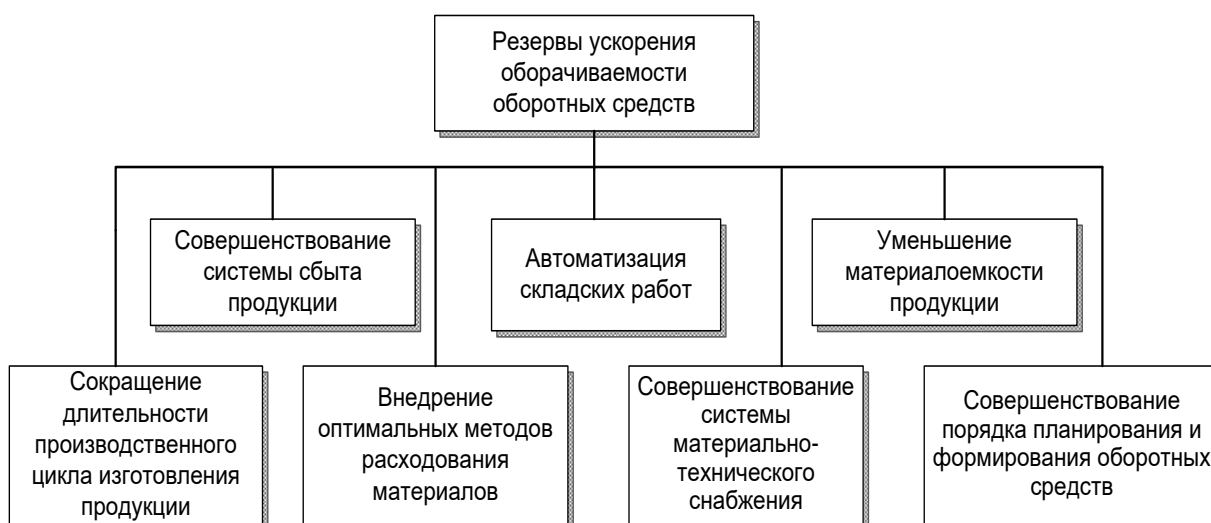 Резервы ускорения
оборачиваемости
оборотных средств
Совершенствование
системы сбыта
продукции
Автоматизация
складских работ
Уменьшение
материалоемкости
продукции
Сокращение
длительности
производственного
цикла изготовления
продукции
Внедрение
оптимальных методов
расходования
материалов
Совершенствование
системы
материально-
технического
снабжения
Совершенствование
порядка планирования и
формирования оборотных
средств